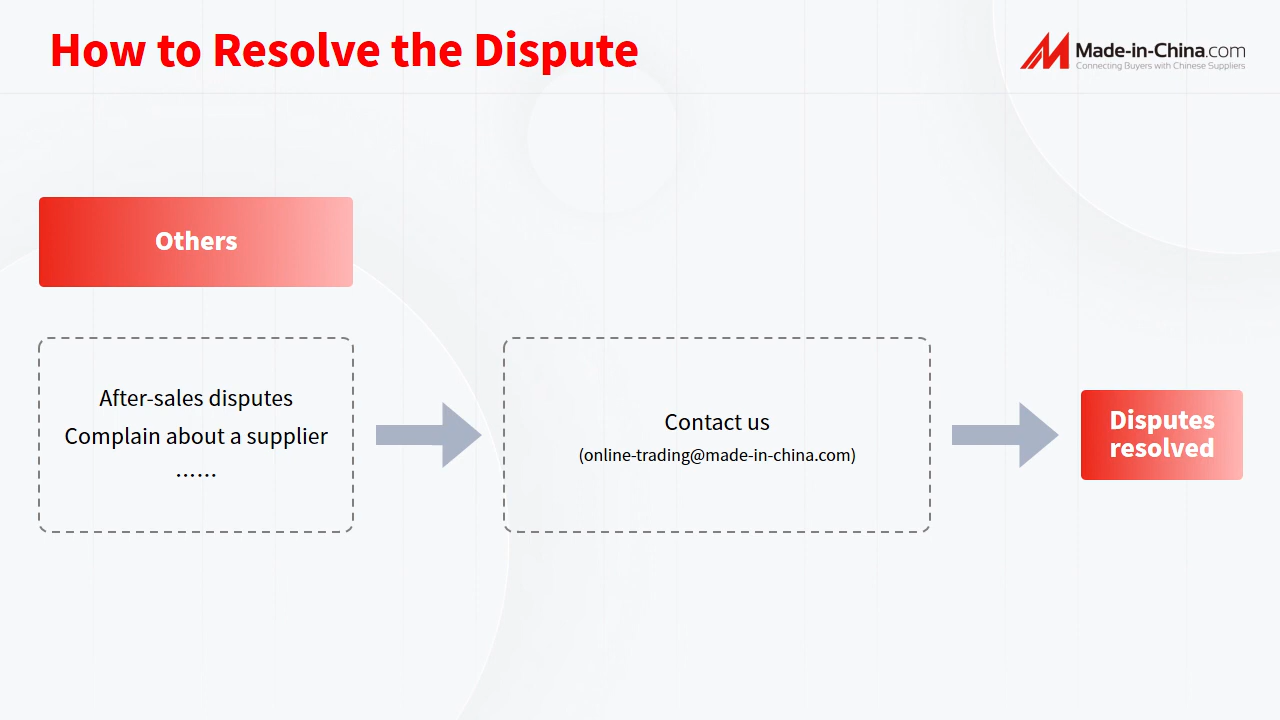 How to Resolve the Dispute
Made-in-China.com
Connecting Buyers with Chinese Suppliers
Others
After-sales disputes
Complain about a supplier
······
Contact us
(online-trading@made-in-china.com)
Disputes
resolved